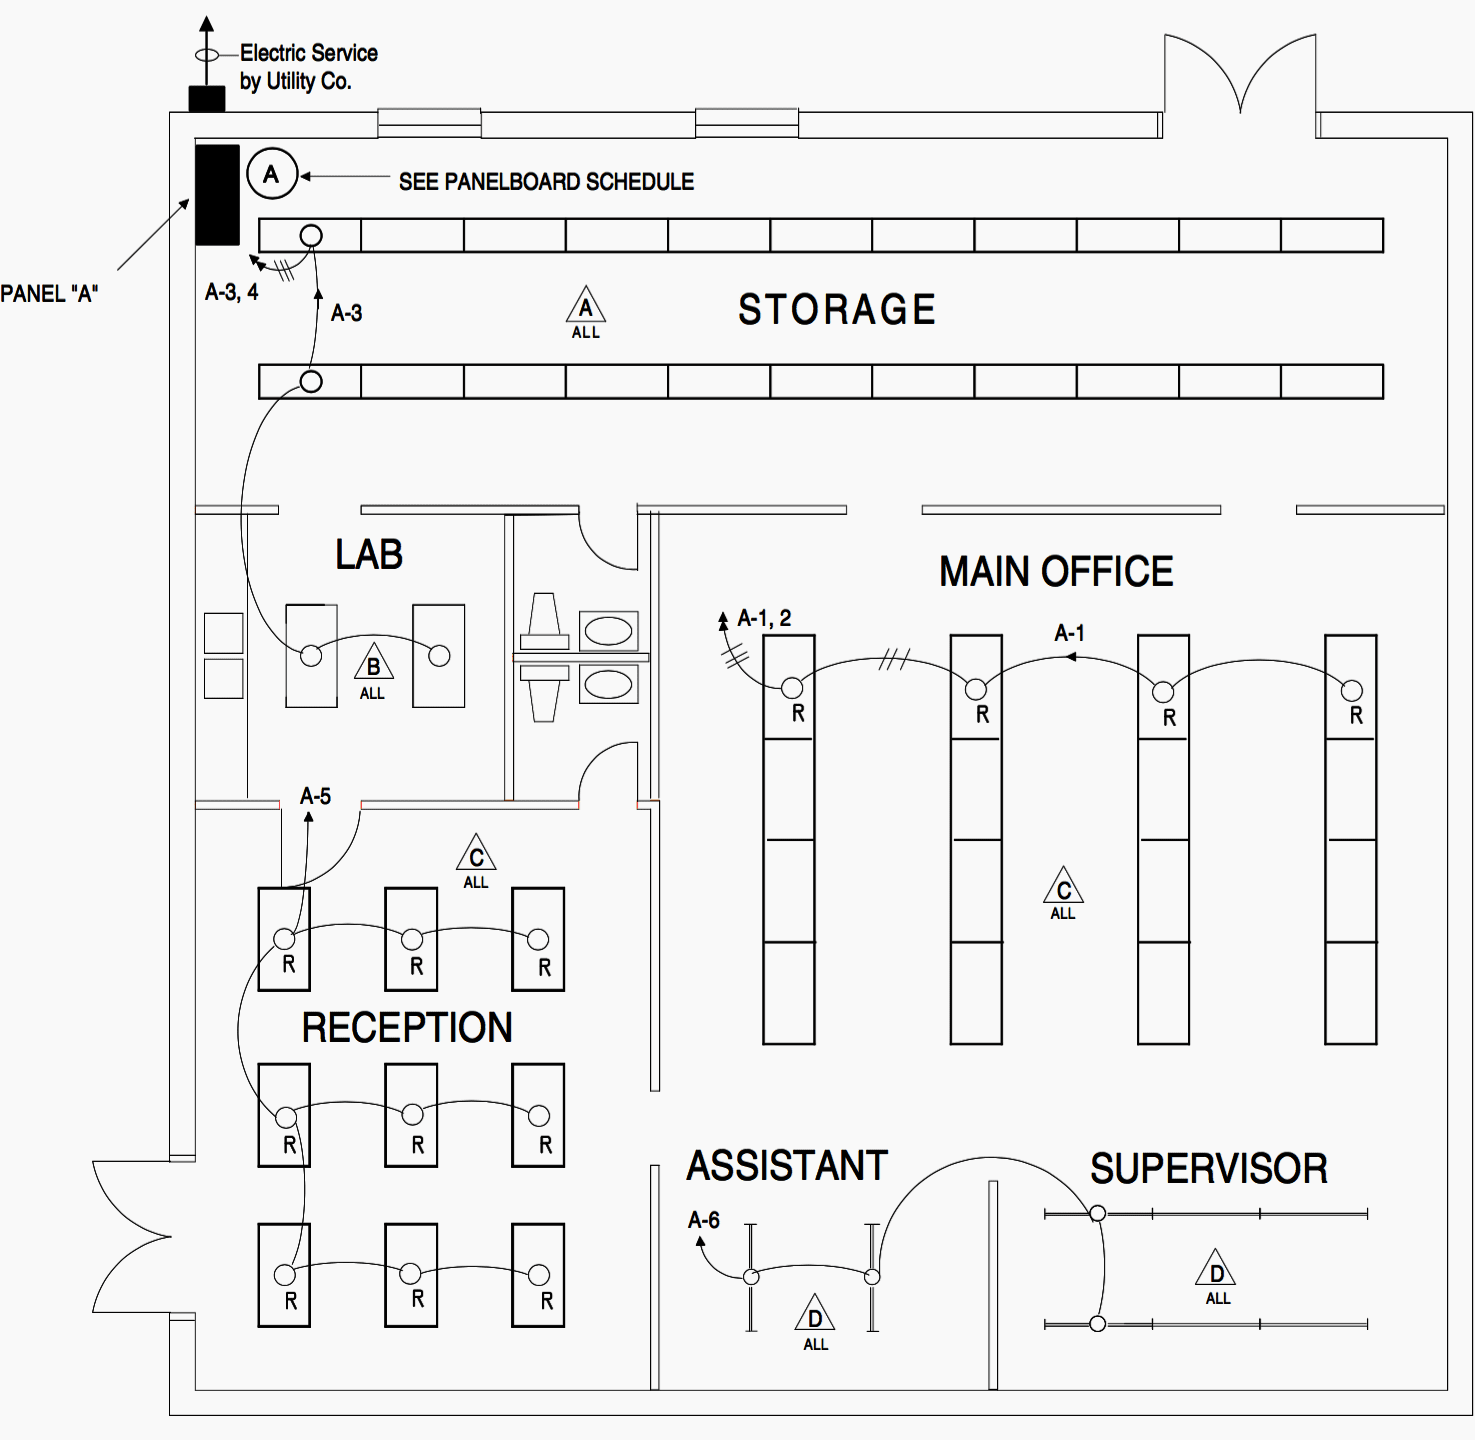 Electric Service
by Utility Co.
A
SEE PANELBOARD SCHEDULE
PANEL "A"
A-3, 4
A-3
A
ALL
STORAGE
LAB
MAIN OFFICE
A-1, 2
A-1
B
ALL
R
R
R
R
A-5
C
ALL
C
ALL
R
R
R
RECEPTION
R
R
R
ASSISTANT
SUPERVISOR
A-6
D
ALL
D
ALL
R
R
R